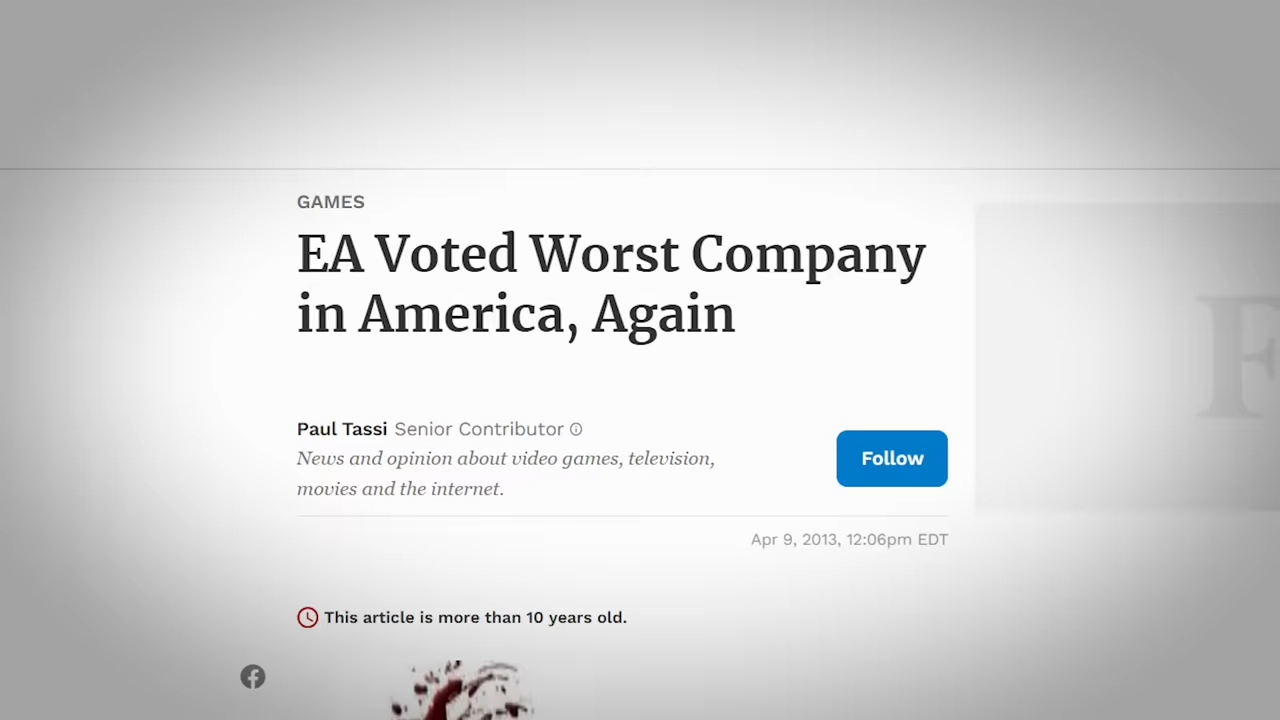 GAMES
EA Voted Worst Company
in America, Again
Paul Tassi Senior Contributor
News and opinion about video games, television,
movies and the internet.
Follow
Apr 9, 2013, 12:06pm EDT
This article is more than 10 years old.